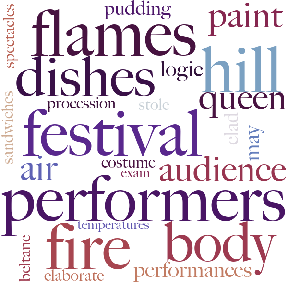 pudding
spectacles
flames
paint
dishes
logic
hill
sandwiches
procession
stole
queen
festival
clad
may
air
costume
exam
audience
performers
temperatures
beltane
fire
body
elaborate
performances